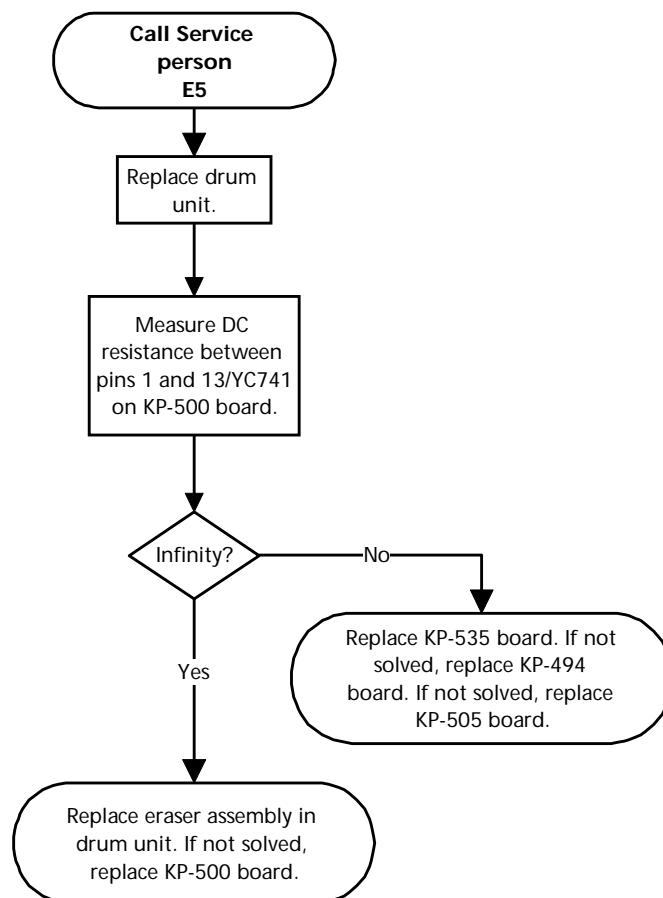 Call Service
person
E5
Replace drum
unit.
Measure DC
resistance between
pins 1 and 13/YC741
on KP-500 board.
Infinity?
No
Replace KP-535 board. If not
solved, replace KP-494
board. If not solved, replace
KP-505 board.
Yes
Replace eraser assembly in
drum unit. If not solved,
replace KP-500 board.